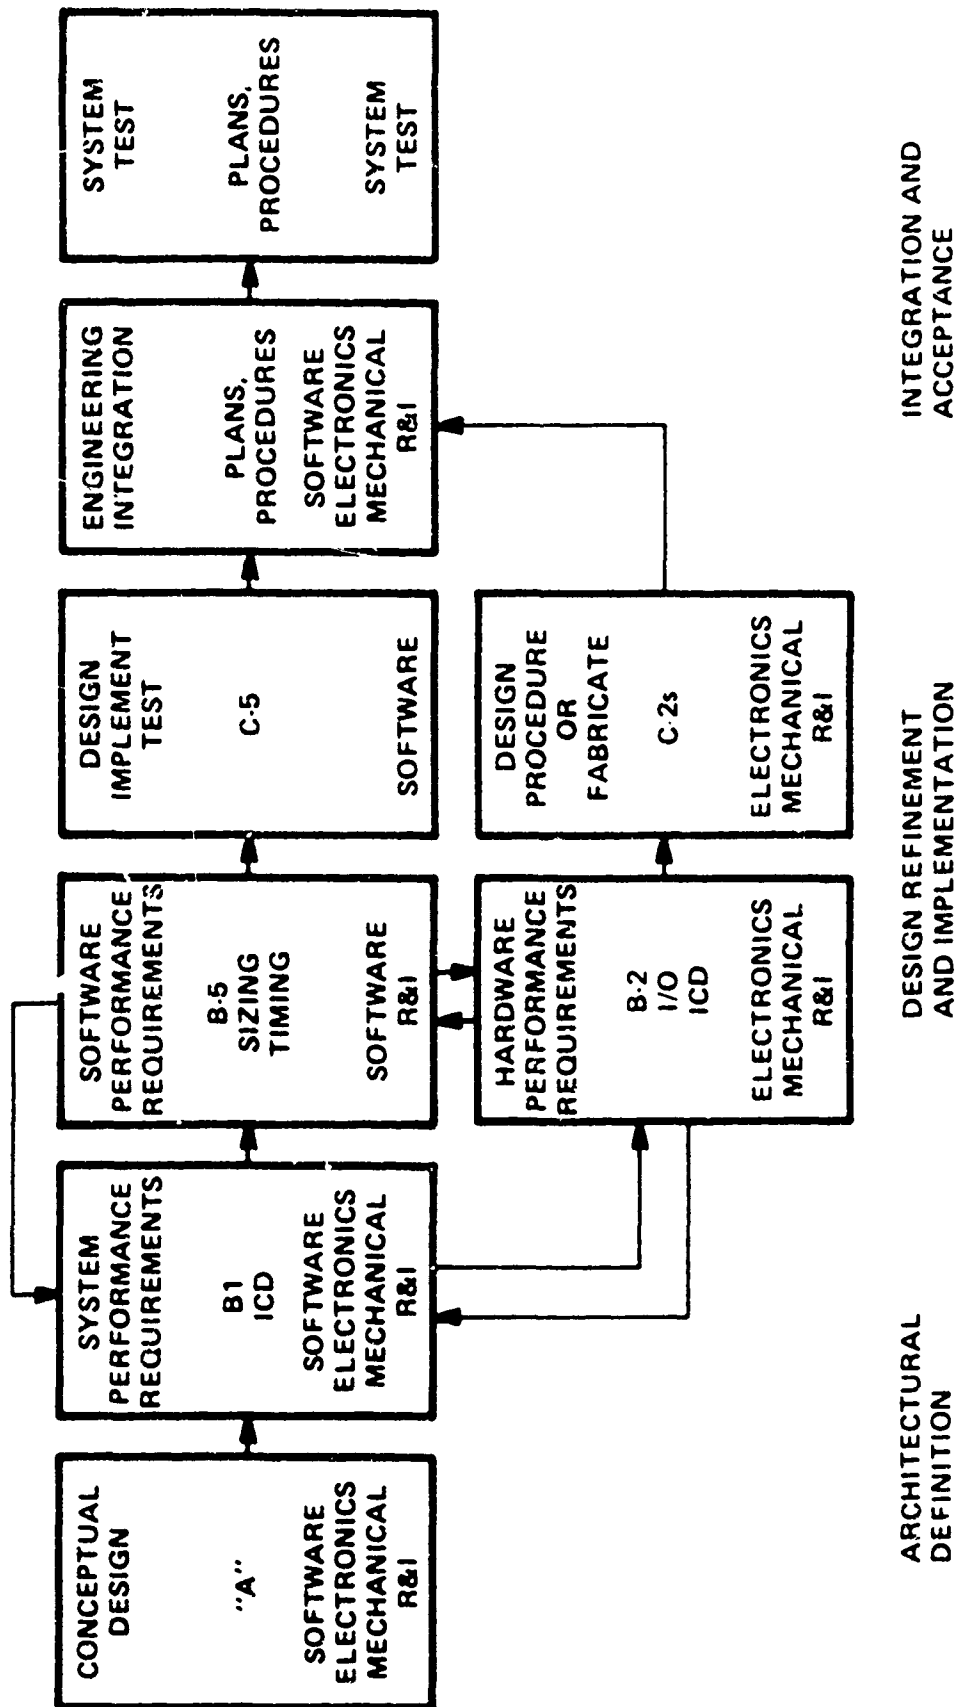 CONCEPTUAL
DESIGN
"A"
SOFTWARE
ELECTRONICS
MECHANICAL
R&I
SYSTEM
PERFORMANCE
REQUIREMENTS
B1
ICD
SOFTWARE
ELECTRONICS
MECHANICAL
R&I
SOFTWARE
PERFORMANCE
REQUIREMENTS
B-5
SIZING
TIMING
SOFTWARE
R&I
DESIGN
IMPLEMENT
TEST
C-5
SOFTWARE
ENGINEERING
INTEGRATION
PLANS,
PROCEDURES
SOFTWARE
ELECTRONICS
MECHANICAL
R&I
SYSTEM
TEST
PLANS,
PROCEDURES
SYSTEM
TEST
HARDWARE
PERFORMANCE
REQUIREMENTS
B-2
I/O
ICD
ELECTRONICS
MECHANICAL
R&I
DESIGN
PROCEDURE
OR
FABRICATE
C-2s
ELECTRONICS
MECHANICAL
R&I
ARCHITECTURAL
DEFINITION
DESIGN REFINEMENT
AND IMPLEMENTATION
INTEGRATION AND
ACCEPTANCE